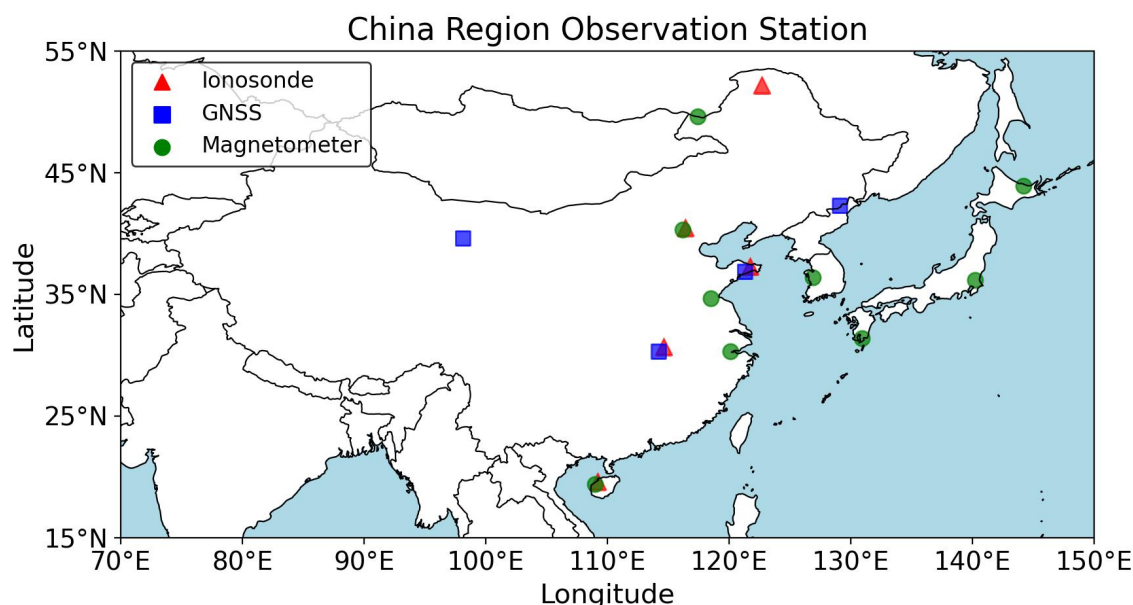 China Region Observation Station
55°N
45°N
35°N
25°N
15°N
Latitude
Ionosonde
GNSS
Magnetometer
70°E 80°E 90°E 100°E 110°E 120°E 130°E 140°E 150°E
Longitude